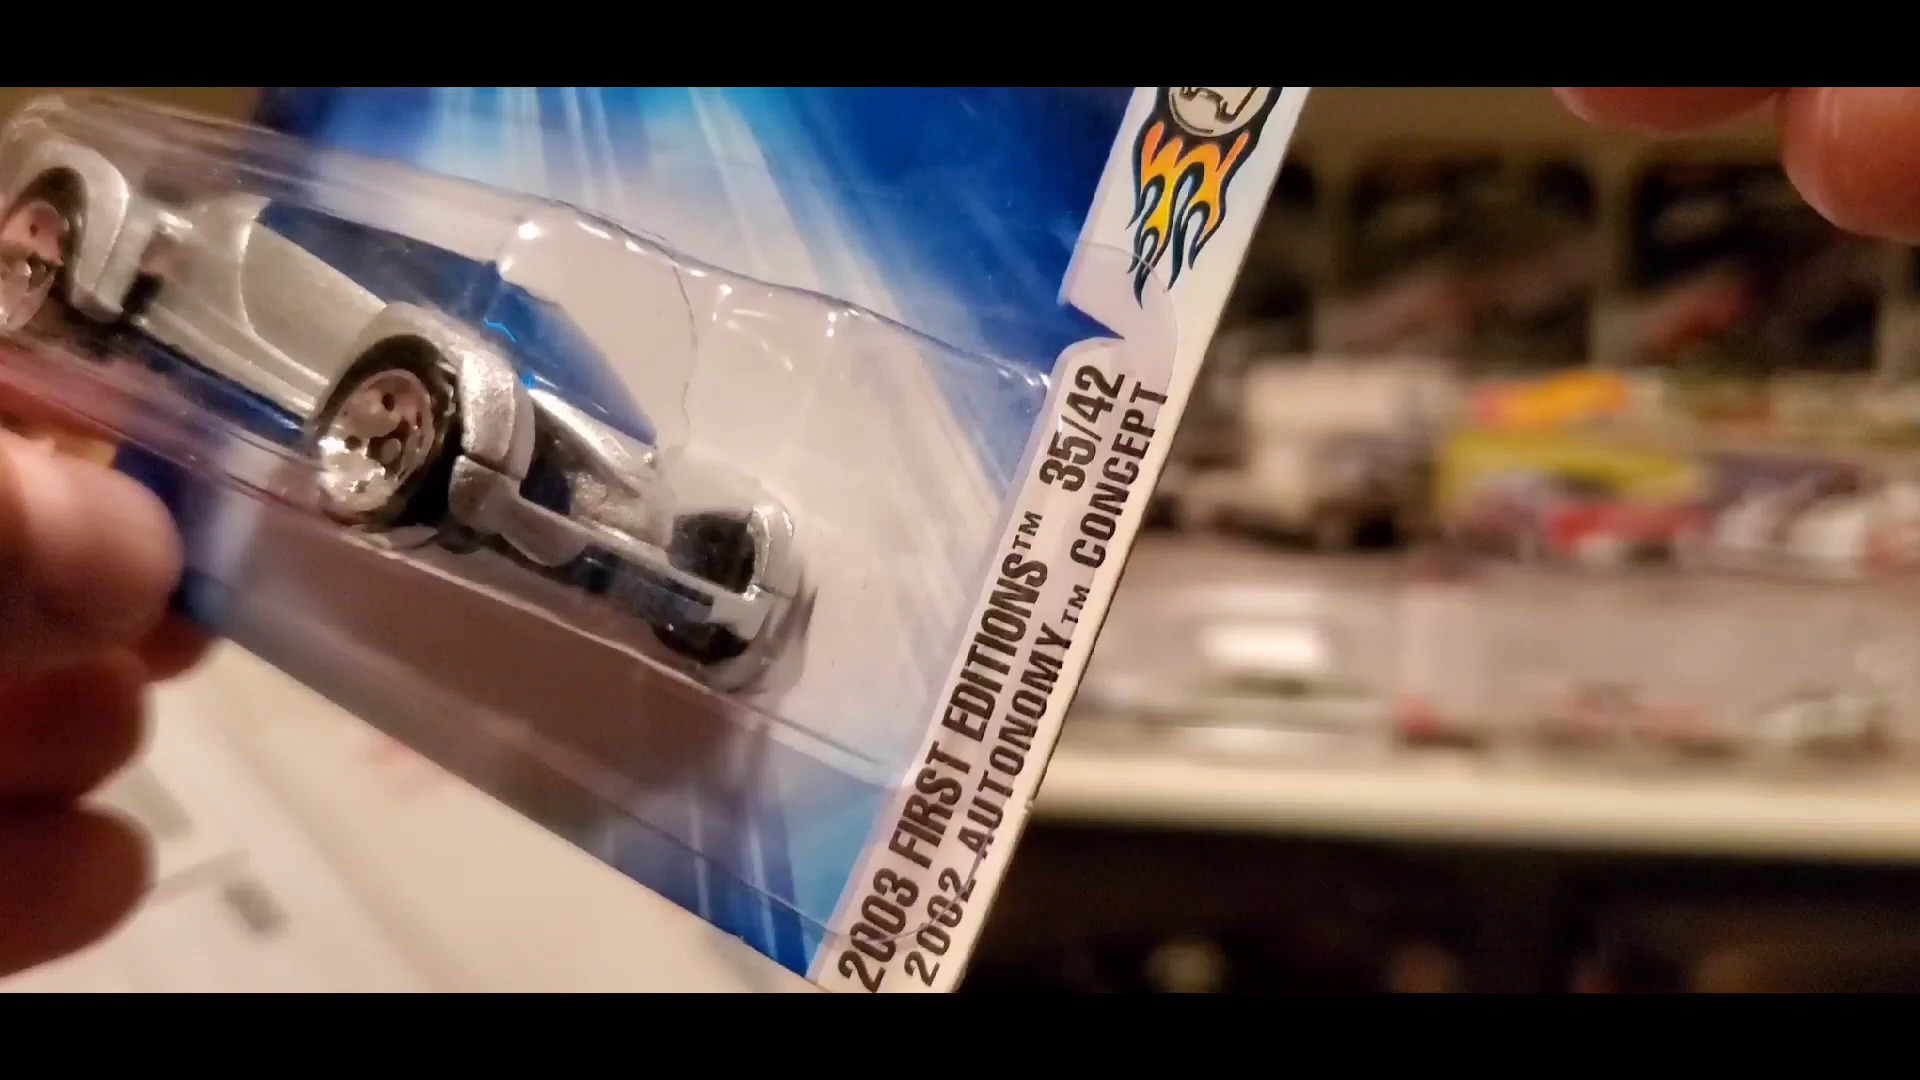 2003 FIRST EDITIONS™ 35/42
2002 AUTONOMY™ CONCEPT